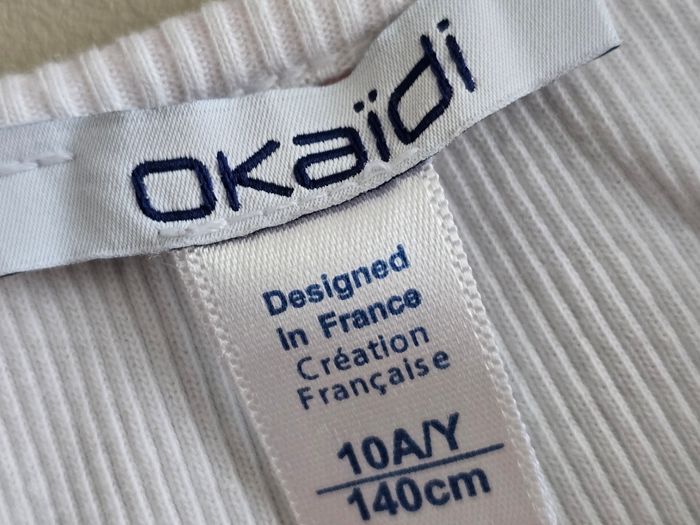 okaïdi
Designed
In France
Création
Française
10A/Y
140cm